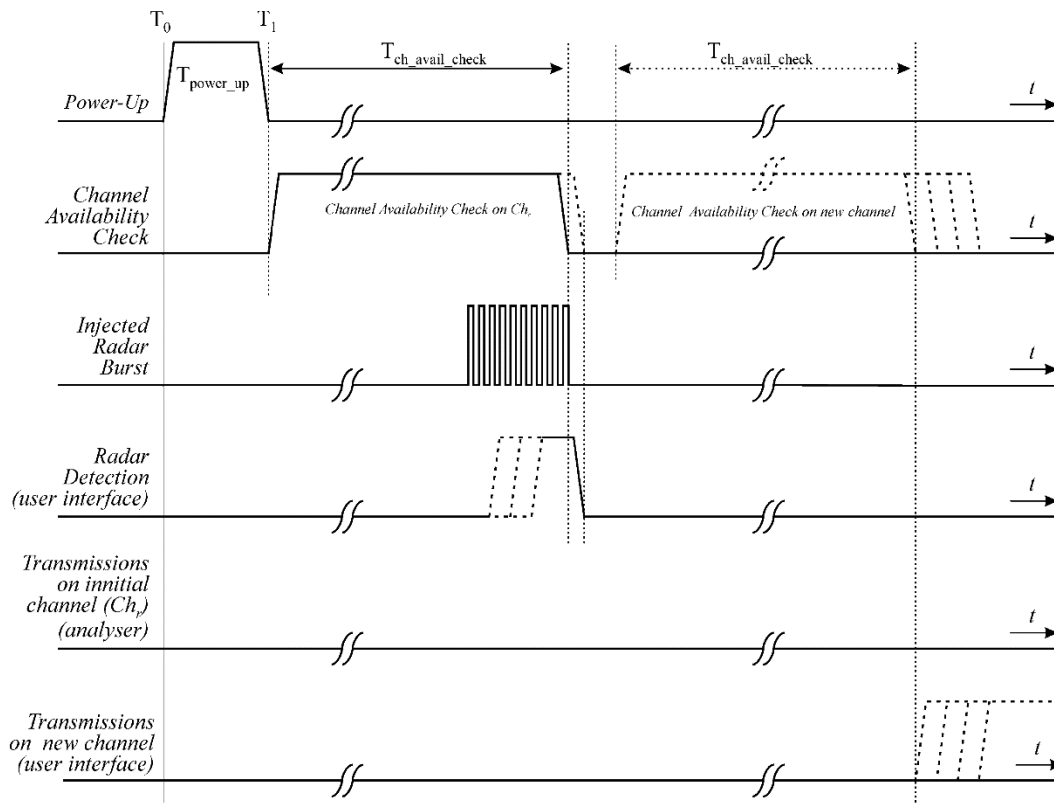 T0 T1
Tch_avail_check
Tch_avail_check
Tpower_up
Power-Up
t
Channel
Availability
Check
Channel Availability Check on Chr
Channel Availability Check on new channel
t
Injected
Radar
Burst
t
Radar
Detection
(user interface)
t
Transmissions
on innitial
channel (Chr)
(analyser)
t
Transmissions
on new channel
(user interface)
t